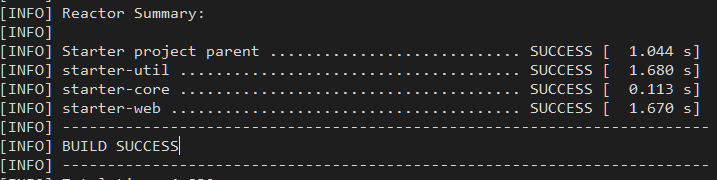 [INFO] Reactor Summary:
[INFO]
[INFO] Starter project parent ............................ SUCCESS [  1.044 s]
[INFO] starter-util ...................................... SUCCESS [  1.680 s]
[INFO] starter-core ...................................... SUCCESS [  0.113 s]
[INFO] starter-web ....................................... SUCCESS [  1.670 s]
[INFO] ------------------------------------------------------------------------
[INFO] BUILD SUCCESS
[INFO] ------------------------------------------------------------------------